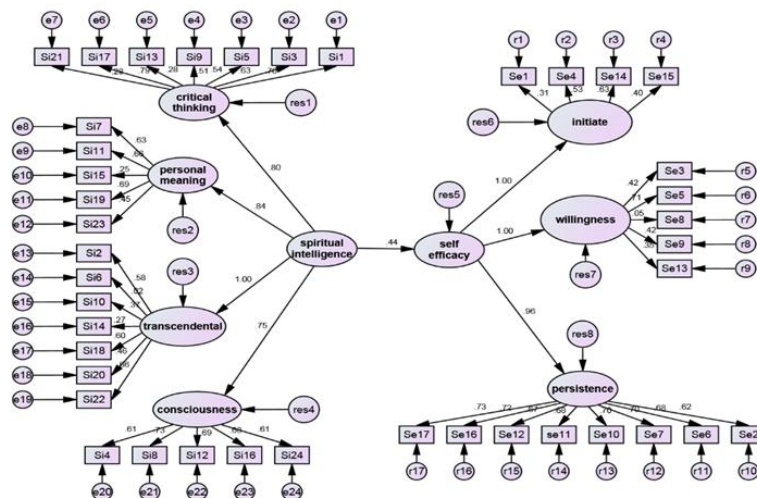 e7 e6 e5 e4 e3 e2 e1
Si21 Si17 Si13 Si9 Si5 Si3 Si1
.79 .28 .51 .54 .63
critical
thinking
res1
r1 r2 r3 r4
Se1 Se4 Se14 Se15
.31 .53 .63 .40
res6
initiate
e8 Si7
e9 Si11
e10 Si15
e11 Si19
e12 Si23
.63
.66
.25
.69
.45
personal
meaning
res2
.80
.84
1.00
.75
spiritual
intelligence
.44
res5
self
efficacy
1.00
1.00
.96
willingness
res7
.42
.71
.05
.42
Se3 r5
Se5 r6
Se8 r7
Se9 r8
Se13 r9
e13 Si2
e14 Si6
e15 Si10
e16 Si14
e17 Si18
e18 Si20
e19 Si22
.58
.37
.27
.60
res3
transcendental
res8
persistence
consciousness
res4
.61 .73 .69 .61
Si4 Si8 Si12 Si16 Si24
e20 e21 e22 e23 e24
.73 .72 .68 .68 .62
Se17 Se16 Se12 se11 Se10 Se7 Se6 Se2
r17 r16 r15 r14 r13 r12 r11 r10